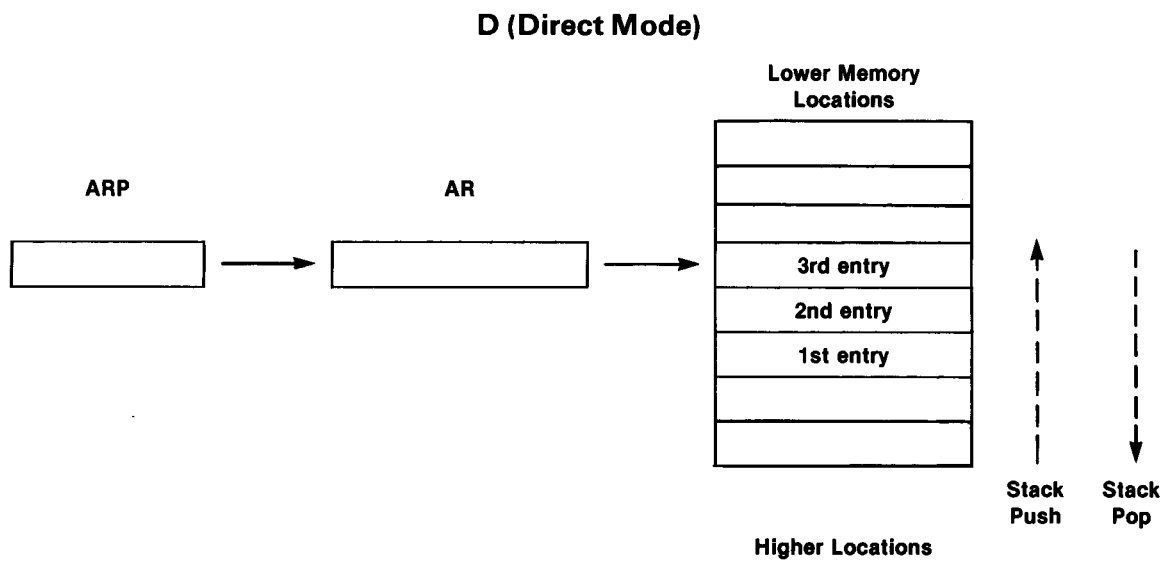 D (Direct Mode)
Lower Memory
Locations
ARP
AR
3rd entry
2nd entry
1st entry
Stack
Push
Stack
Pop
Higher Locations